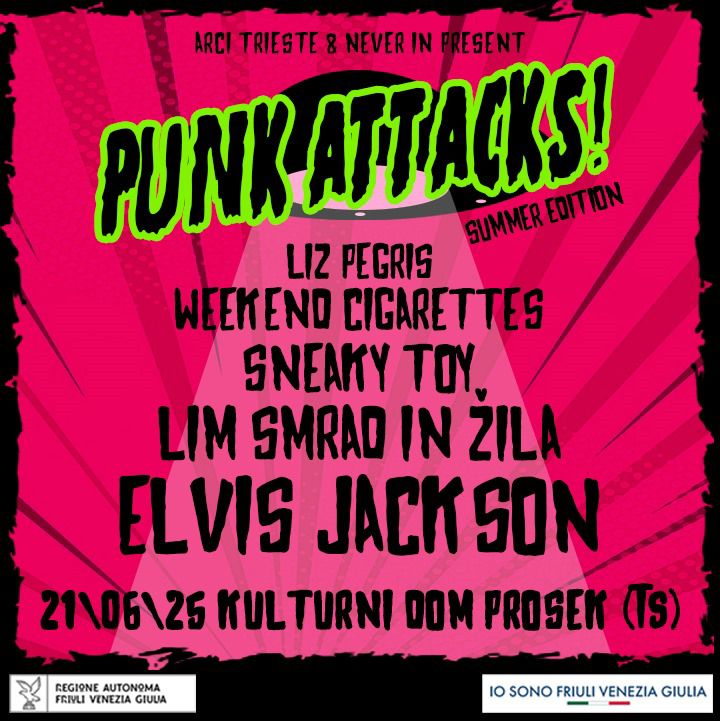 ARCI TRIESTE & NEVER IN PRESENT
PUNK ATTACKS!
SUMMER EDITION
LIZ PEGRIS
WEEKEND CIGARETTES
SNEAKY TOY
LIM SMRAD IN ŽILA
ELVIS JACKSON
21\06\25 KULTURNI DOM PROSEK (TS)
REGIONE AUTONOMA
FRIULI VENEZIA GIULIA
IO SONO FRIULI VENEZIA GIULIA